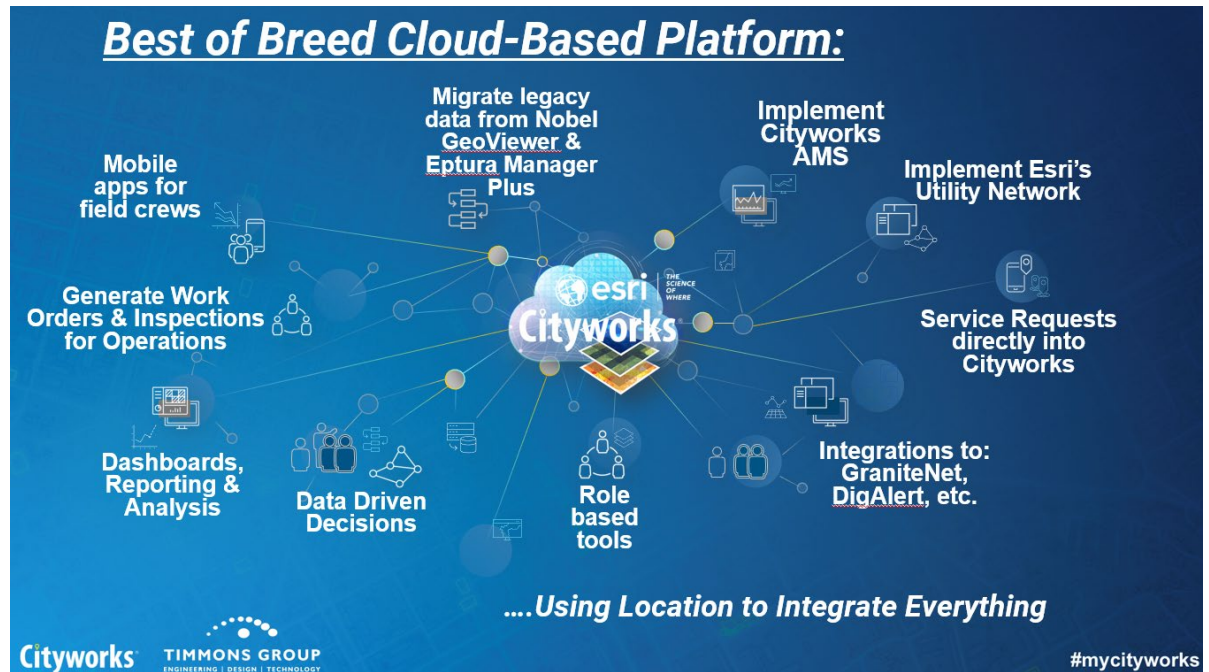 Best of Breed Cloud-Based Platform:
Migrate legacy
data from Nobel
GeoViewer &
Eptura Manager
Plus
Implement
Cityworks
AMS
Mobile
apps for
field crews
Implement Esri's
Utility Network
esri
THE
SCIENCE
OF
WHERE
Cityworks
Generate Work
Orders & Inspections
for Operations
Service Requests
directly into
Cityworks
Dashboards,
Reporting &
Analysis
Data Driven
Decisions
Role
based
tools
Integrations to:
GraniteNet,
DigAlert, etc.
....Using Location to Integrate Everything
Cityworks
TIMMONS GROUP
ENGINEERING | DESIGN | TECHNOLOGY
#mycityworks